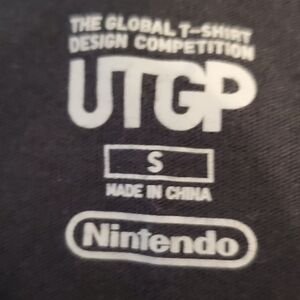 THE GLOBAL T-SHIRT
DESIGN COMPETITION
UTGP
S
MADE IN CHINA
Nintendo